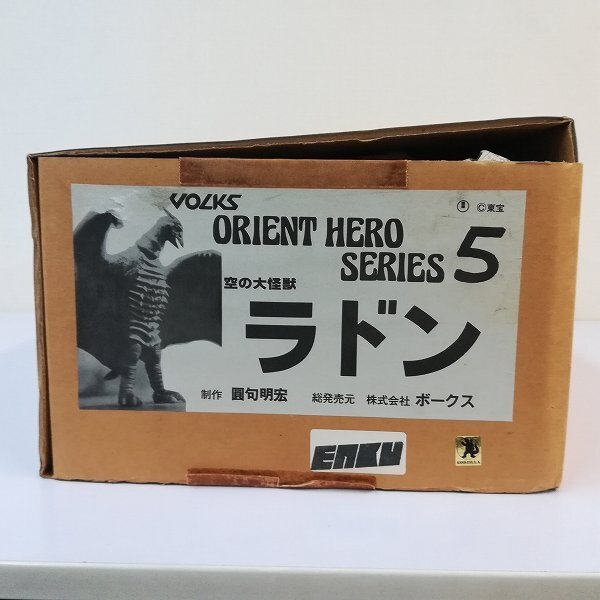 VOLKS
ORIENT HERO
SERIES 5
©東宝
空の大怪獣
ラドン
制作 圓句明宏 総発売元 株式会社 ボークス
ENKU